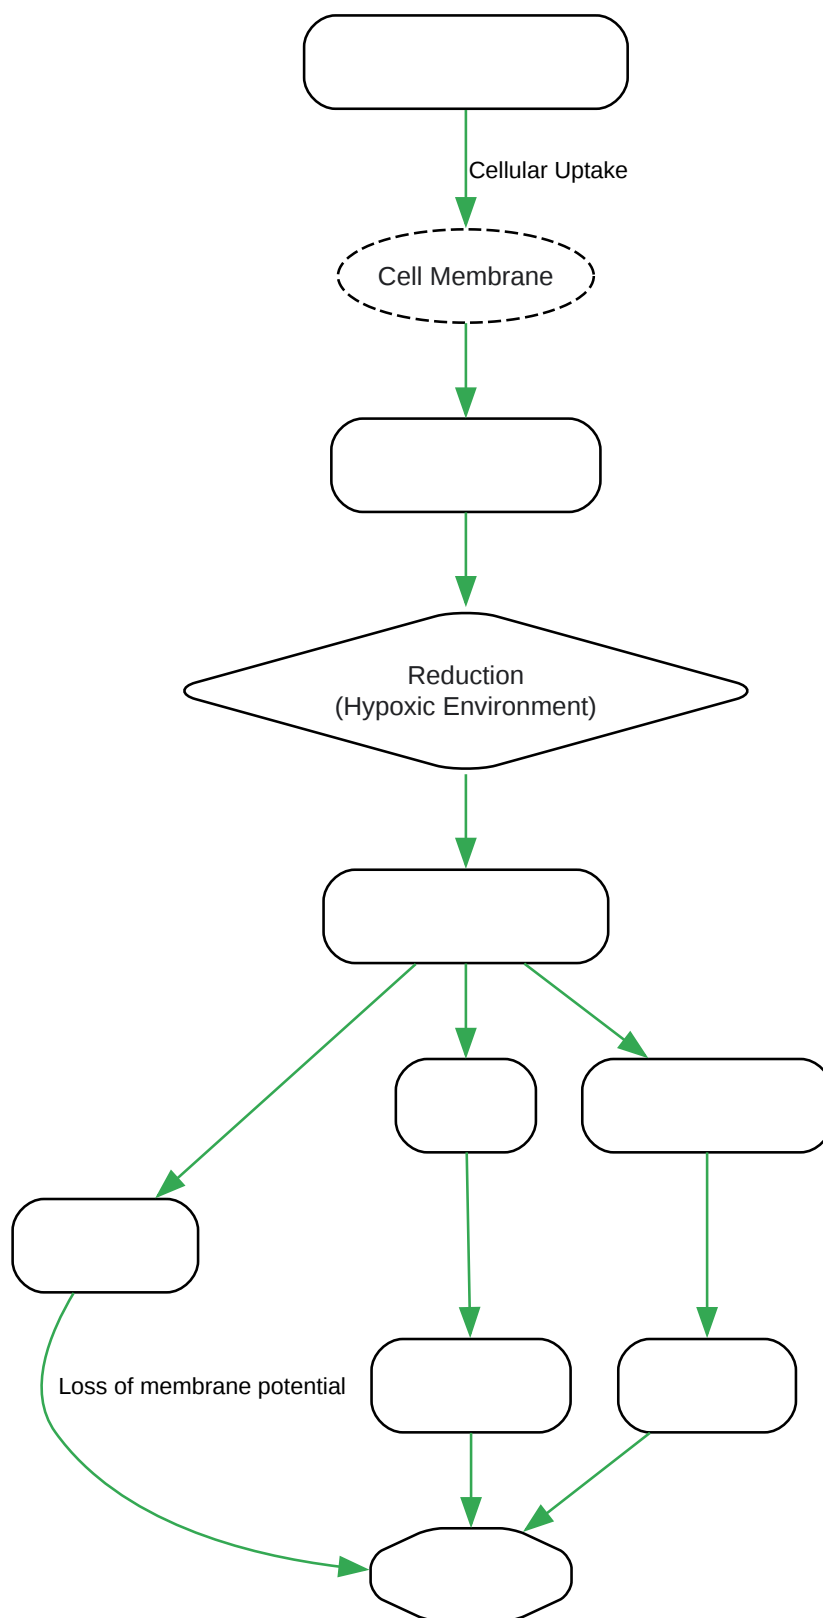 Cellular Uptake
Cell Membrane
Reduction
(Hypoxic Environment)
Loss of membrane potential